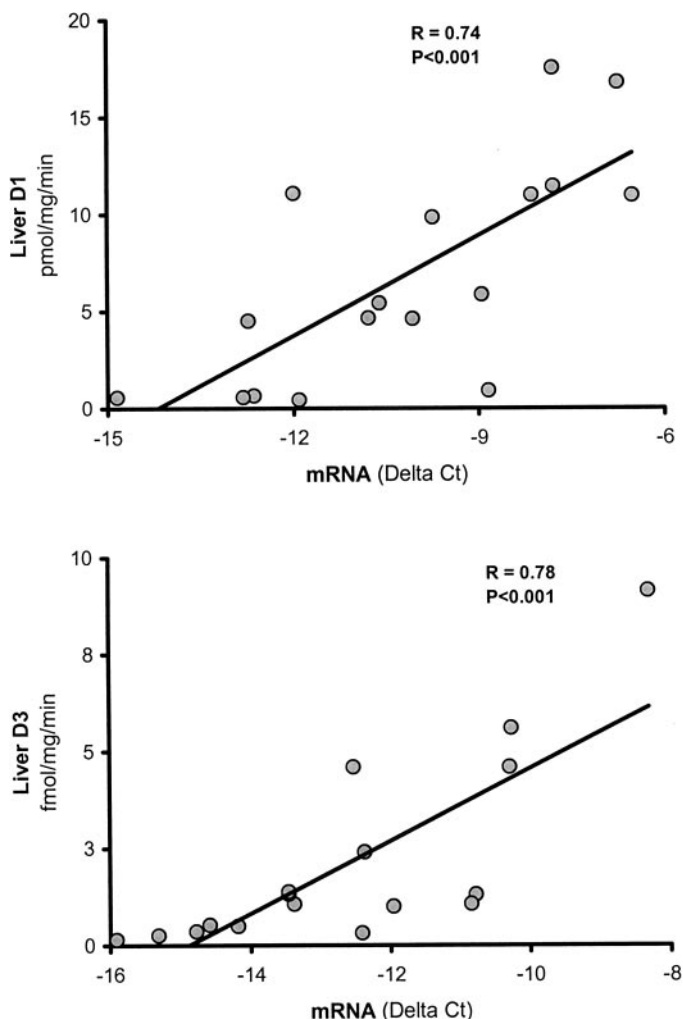 20
15
10
5
0
Liver D1
pmol/mg/min
R = 0.74
P<0.001
-15 -12 -9 -6
mRNA (Delta Ct)
10
8
5
3
0
Liver D3
fmol/mg/min
R = 0.78
P<0.001
-16 -14 -12 -10 -8
mRNA (Delta Ct)